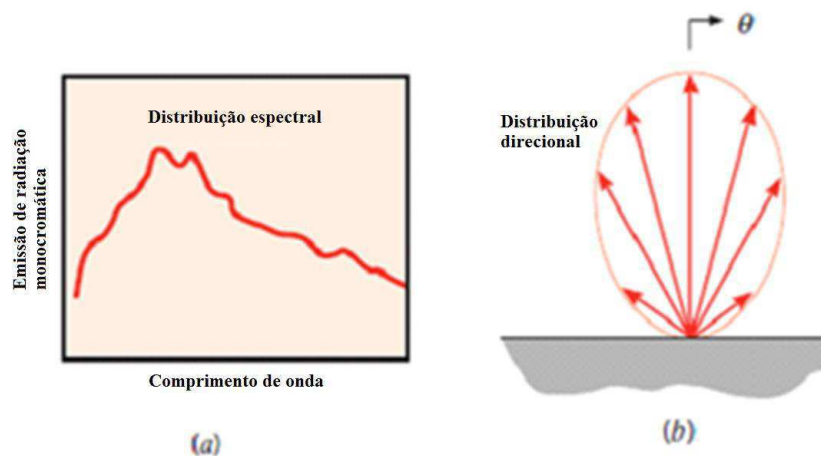 Distribuição espectral
Emissão de radiação
monocromática
Comprimento de onda
(a)
θ
Distribuição
direcional
(b)